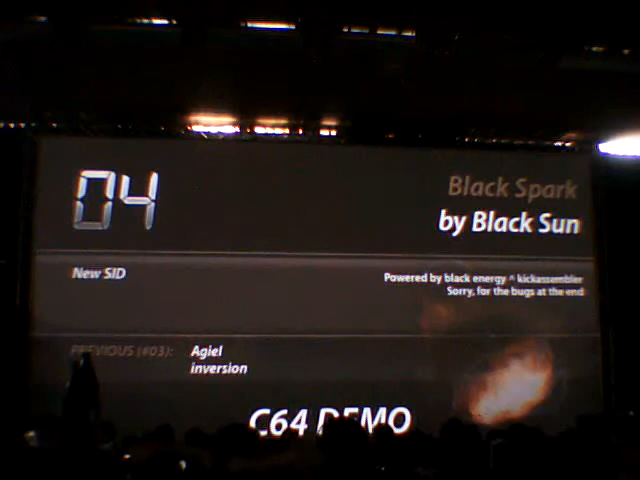 04
Black Spark
by Black Sun
New SID
Powered by black energy ^ kickassembler
Sorry, for the bugs at the end
PREVIOUS (#03):
Agiel
inversion
C64 DEMO